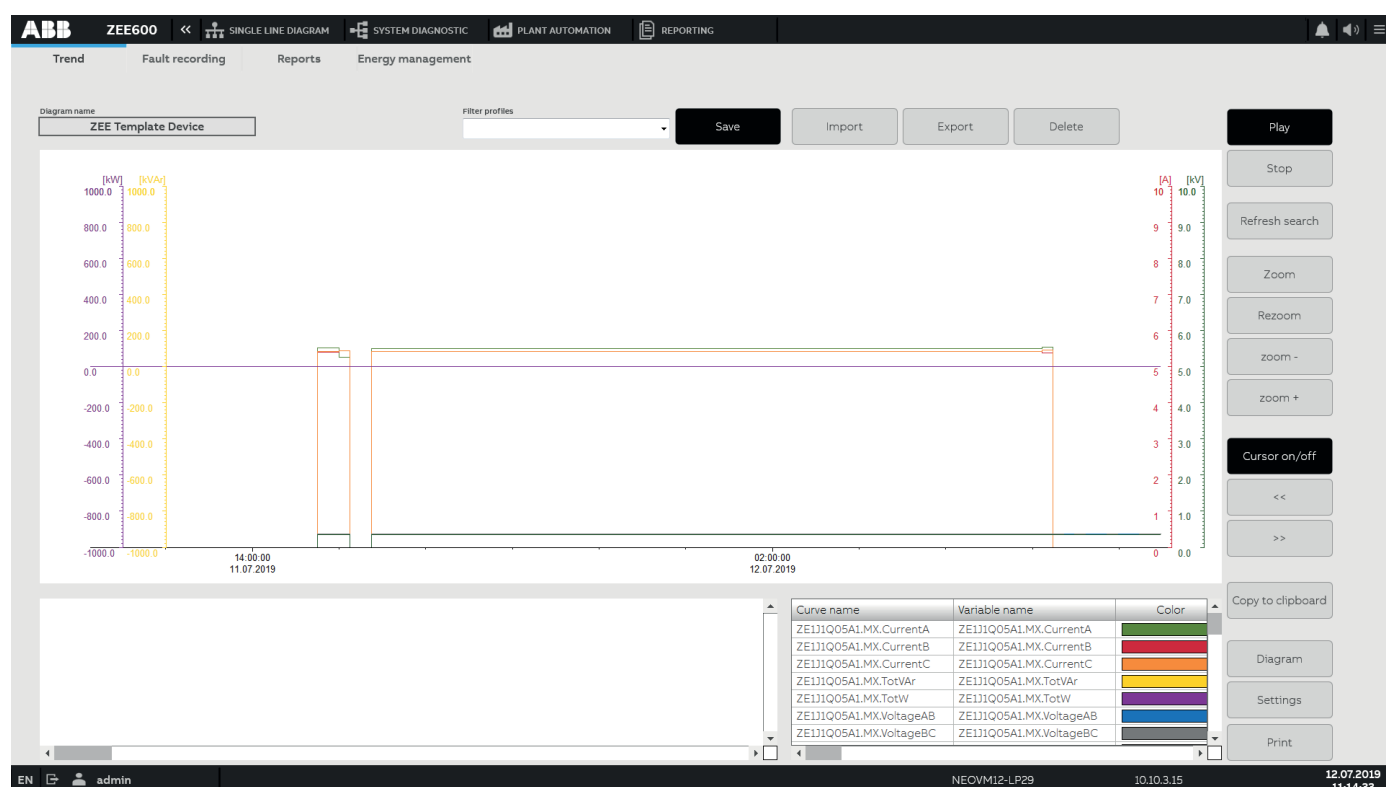 ABB ZEE600 << SINGLE LINE DIAGRAM SYSTEM DIAGNOSTIC PLANT AUTOMATION REPORTING
Trend Fault recording Reports Energy management
Diagram name Filter profiles
ZEE Template Device Save Import Export Delete Play
Stop
Refresh search
Zoom
Rezoom
zoom -
zoom +
Cursor on/off
<<
>>
Copy to clipboard
Diagram
Settings
Print
[kW] [kVAr] [A] [kV]
1000.0 1000.0 10 10.0
800.0 800.0 9 9.0
600.0 600.0 8 8.0
400.0 400.0 7 7.0
200.0 200.0 6 6.0
0.0 0.0 5 5.0
-200.0 -200.0 4 4.0
-400.0 -400.0 3 3.0
-600.0 -600.0 2 2.0
-800.0 -800.0 1 1.0
-1000.0 -1000.0 0 0.0
14:00:00 02:00:00
11.07.2019 12.07.2019
Curve name Variable name Color
ZE1J1Q05A1.MX.CurrentA ZE1J1Q05A1.MX.CurrentA
ZE1J1Q05A1.MX.CurrentB ZE1J1Q05A1.MX.CurrentB
ZE1J1Q05A1.MX.CurrentC ZE1J1Q05A1.MX.CurrentC
ZE1J1Q05A1.MX.TotVAr ZE1J1Q05A1.MX.TotVAr
ZE1J1Q05A1.MX.TotW ZE1J1Q05A1.MX.TotW
ZE1J1Q05A1.MX.VoltageAB ZE1J1Q05A1.MX.VoltageAB
ZE1J1Q05A1.MX.VoltageBC ZE1J1Q05A1.MX.VoltageBC
EN admin NEOVM12-LP29 10.10.3.15 12.07.2019